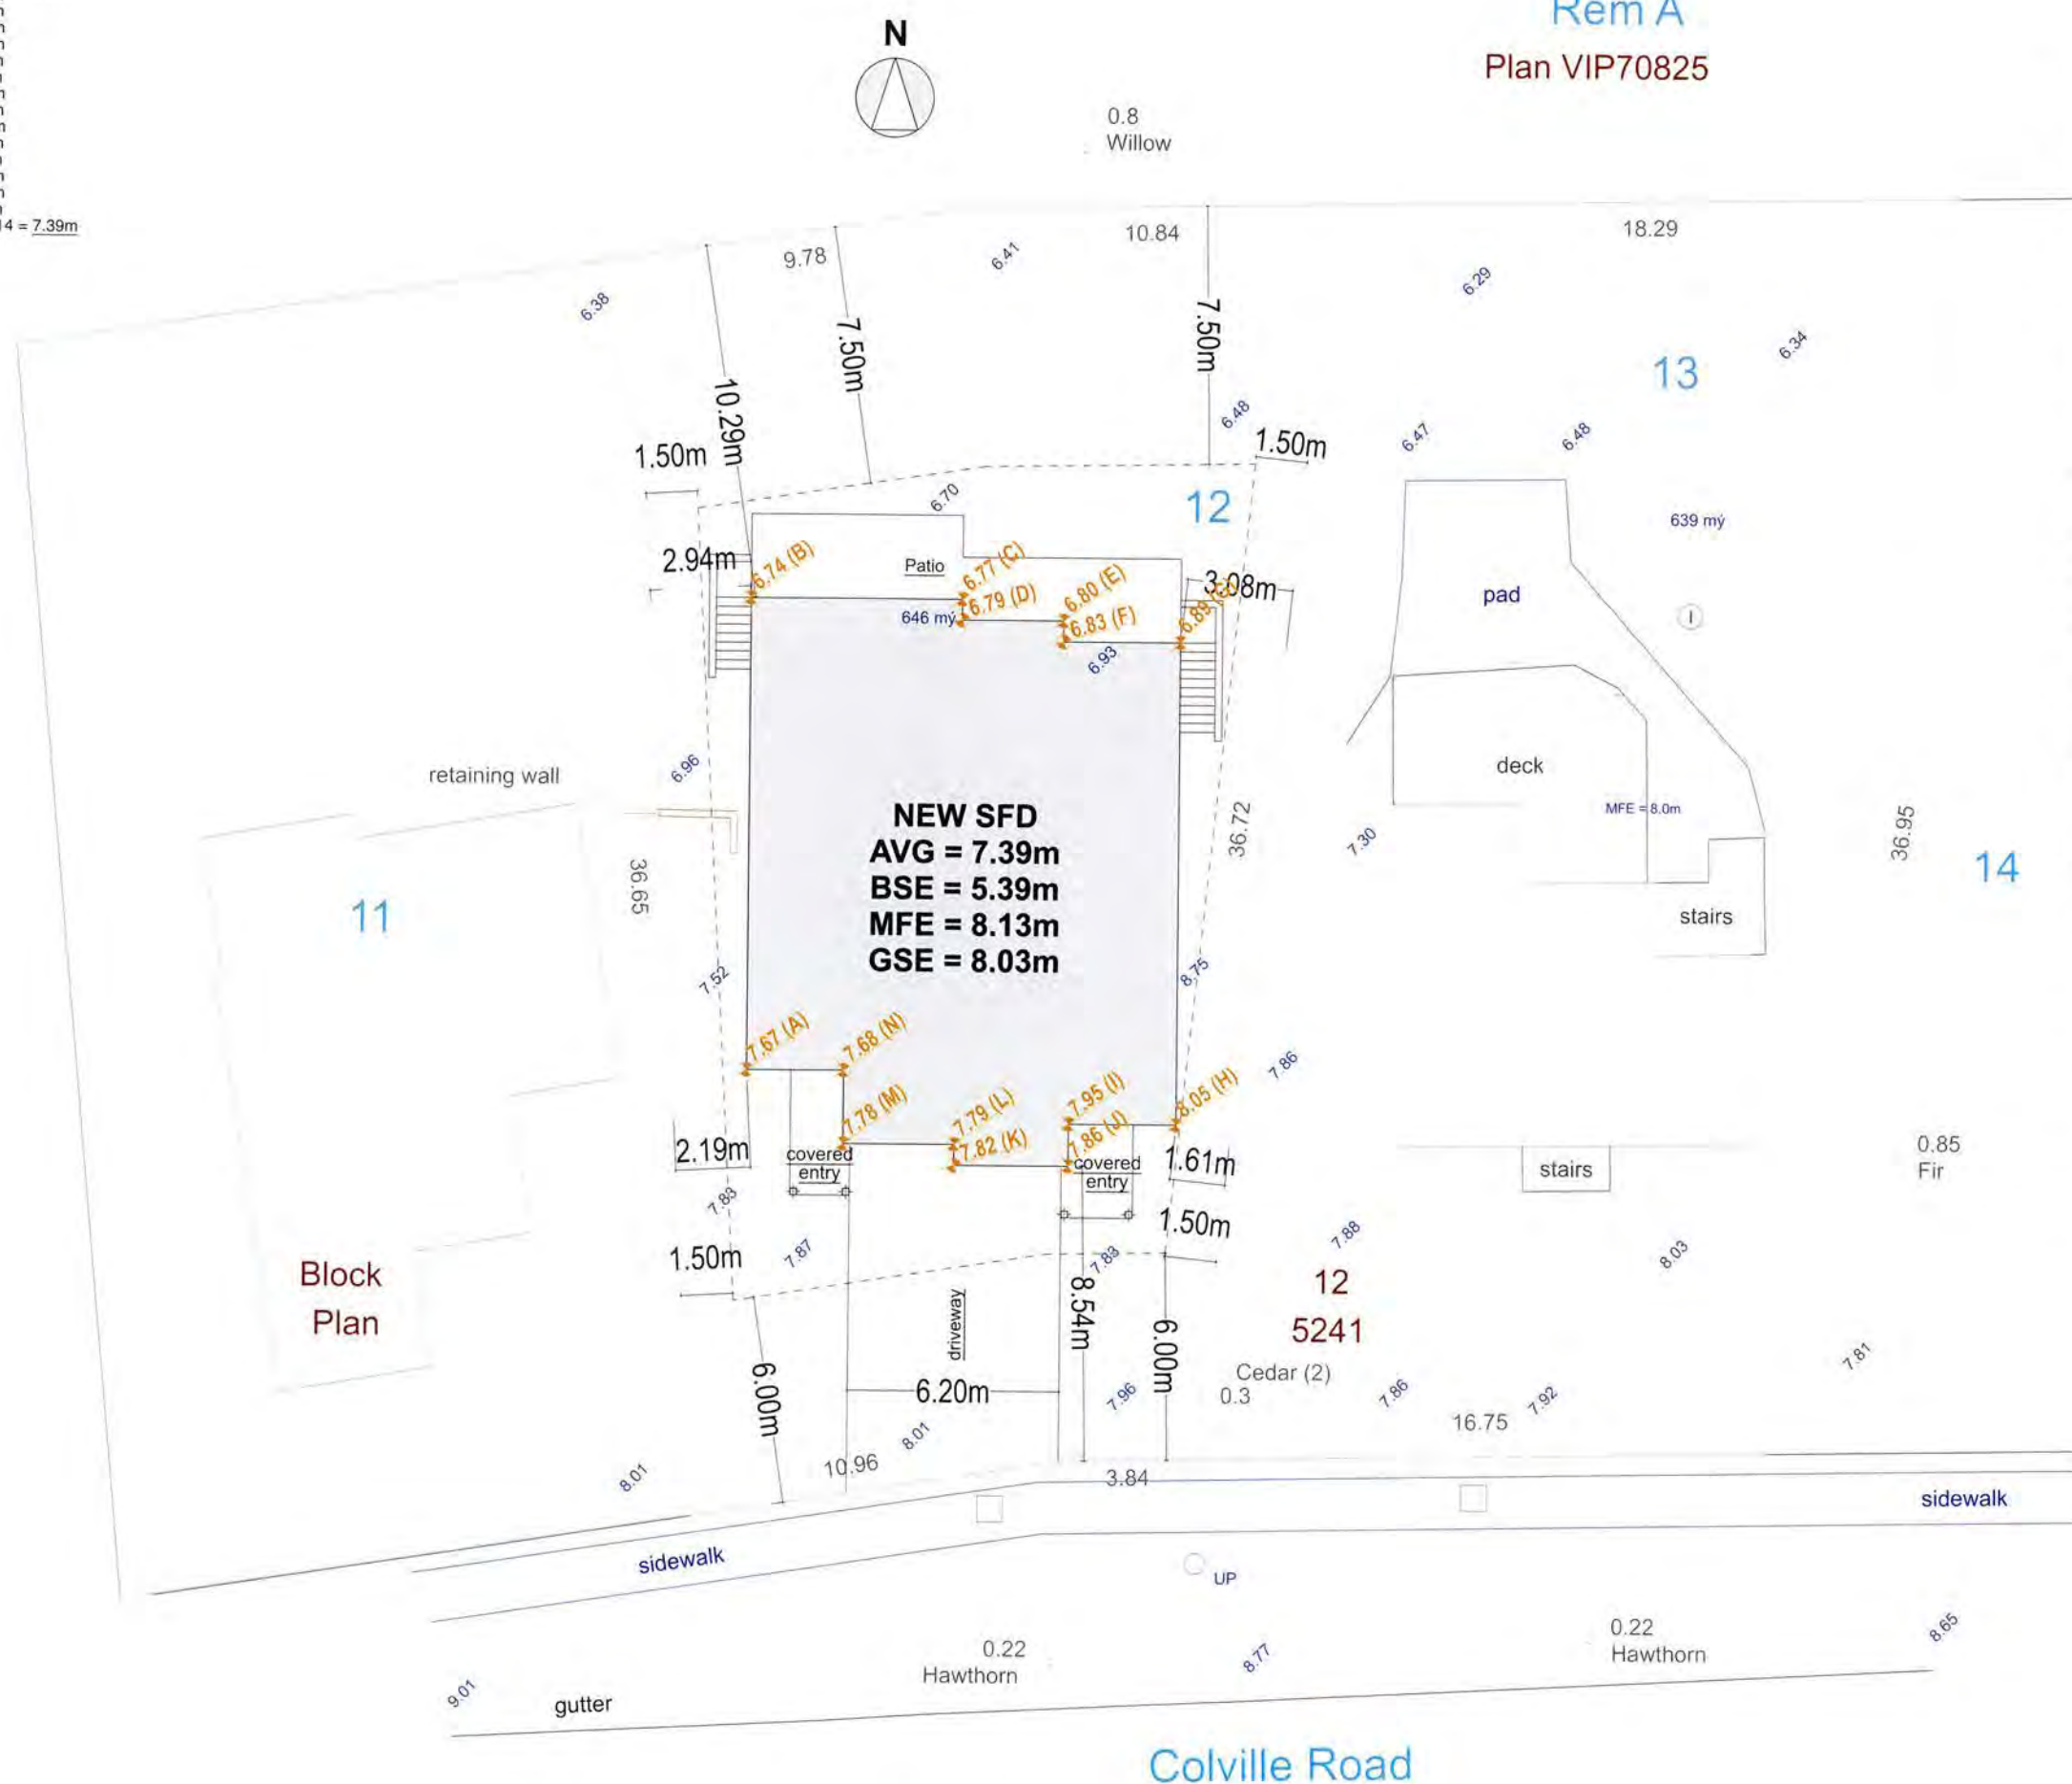 Rem A
Plan VIP70825
N
0.8
Willow
14 = 7.39m
9.78
10.84
18.29
6.38
6.41
6.29
6.34
7.50m
7.50m
10.29m
13
1.50m
6.48
1.50m
6.47
6.48
6.70
12
639 mý
2.94m
6.74 (B)
Patio
6.77 (C)
6.79 (D)
6.80 (E)
6.83 (F)
3.08m
646 mý
6.93
pad
I
retaining wall
6.96
deck
MFE = 8.0m
NEW SFD
AVG = 7.39m
BSE = 5.39m
MFE = 8.13m
GSE = 8.03m
36.72
7.30
36.95
14
36.65
11
stairs
7.52
8.75
7.67 (A)
7.68 (N)
7.86
7.78 (M)
7.79 (L)
7.82 (K)
7.95 (I)
7.86 (J)
8.05 (H)
2.19m
covered
entry
covered
entry
1.61m
stairs
0.85
Fir
1.50m
7.87
7.88
8.03
1.50m
Block
Plan
12
5241
driveway
8.54m
6.00m
6.00m
6.20m
Cedar (2)
0.3
7.96
7.86
7.92
7.81
16.75
8.01
10.96
8.01
3.84
sidewalk
sidewalk
UP
0.22
Hawthorn
0.22
Hawthorn
8.77
8.65
9.01
gutter
Colville Road